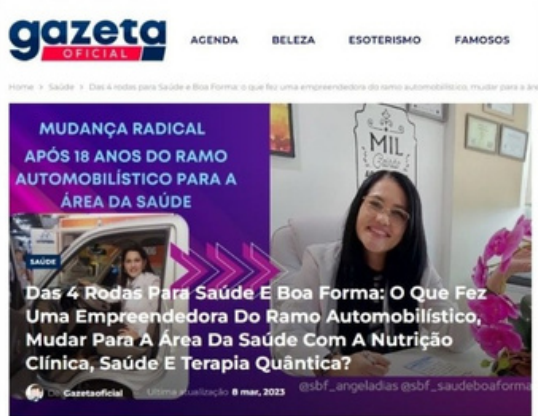 gazeta
OFICIAL
AGENDA BELEZA ESOTERISMO FAMOSOS
Home > Saúde > Das 4 rodas para Saúde e Boa Forma: o que fez uma empreendedora do ramo automobilístico, mudar para a áre
MUDANÇA RADICAL
APÓS 18 ANOS DO RAMO
AUTOMOBILÍSTICO PARA A
ÁREA DA SAÚDE
MIL
SAÚDE
Das 4 Rodas Para Saúde E Boa Forma: O Que Fez
Uma Empreendedora Do Ramo Automobilístico,
Mudar Para A Área Da Saúde Com A Nutrição
Clínica, Saúde E Terapia Quântica?
De Gazetaoficial Ultima atualização 8 mar, 2023
@sbf_angeladias @sbf_saudeboaforma